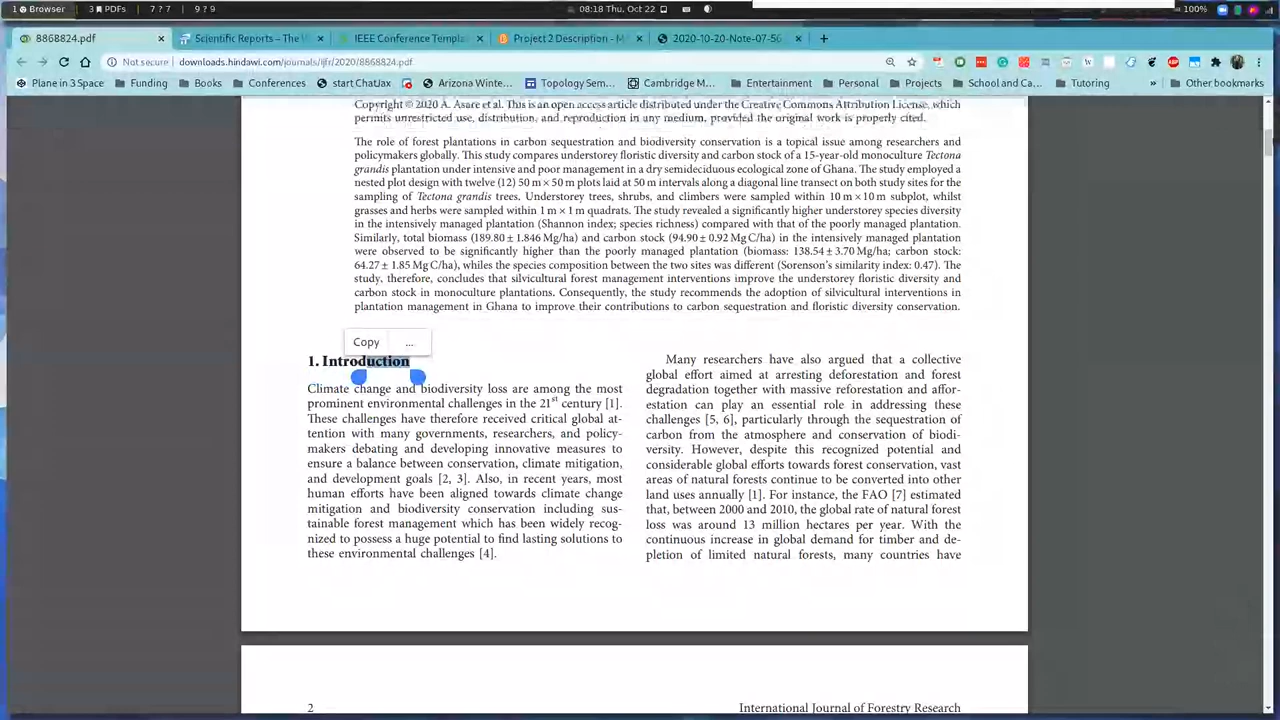 1 Browser 3 PDFs 7 ? 7 9 ? 9 08:18 Thu, Oct 22 100%
8868824.pdf Scientific Reports – The W IEEE Conference Templa Project 2 Description - M 2020-10-20-Note-07-56
Not secure | downloads.hindawi.com/journals/ijfr/2020/8868824.pdf
Plane in 3 Space Funding Books Conferences start ChatJax Arizona Winte... Topology Sem... Cambridge M... Entertainment Personal School and Ca... Tutoring » Other bookmarks
Copyright © 2020 A. Asare et al. This is an open access article distributed under the Creative Commons Attribution License, which
permits unrestricted use, distribution, and reproduction in any medium, provided the original work is properly cited.
The role of forest plantations in carbon sequestration and biodiversity conservation is a topical issue among researchers and
policymakers globally. This study compares understorey floristic diversity and carbon stock of a 15-year-old monoculture Tectona
grandis plantation under intensive and poor management in a dry semideciduous ecological zone of Ghana. The study employed a
nested plot design with twelve (12) 50 m × 50 m plots laid at 50 m intervals along a diagonal line transect on both study sites for the
sampling of Tectona grandis trees. Understorey trees, shrubs, and climbers were sampled within 10 m × 10 m subplot, whilst
grasses and herbs were sampled within 1 m × 1 m quadrats. The study revealed a significantly higher understorey species diversity
in the intensively managed plantation (Shannon index; species richness) compared with that of the poorly managed plantation.
Similarly, total biomass (189.80 ± 1.846 Mg/ha) and carbon stock (94.90 ± 0.92 Mg C/ha) in the intensively managed plantation
were observed to be significantly higher than the poorly managed plantation (biomass: 138.54 ± 3.70 Mg/ha; carbon stock:
64.27 ± 1.85 Mg C/ha), whiles the species composition between the two sites was different (Sorenson's similarity index: 0.47). The
study, therefore, concludes that silvicultural forest management interventions improve the understorey floristic diversity and
carbon stock in monoculture plantations. Consequently, the study recommends the adoption of silvicultural interventions in
plantation management in Ghana to improve their contributions to carbon sequestration and floristic diversity conservation.
Copy ...
1. Introduction
Climate change and biodiversity loss are among the most
prominent environmental challenges in the 21st century [1].
These challenges have therefore received critical global at-
tention with many governments, researchers, and policy-
makers debating and developing innovative measures to
ensure a balance between conservation, climate mitigation,
and development goals [2, 3]. Also, in recent years, most
human efforts have been aligned towards climate change
mitigation and biodiversity conservation including sus-
tainable forest management which has been widely recog-
nized to possess a huge potential to find lasting solutions to
these environmental challenges [4].
Many researchers have also argued that a collective
global effort aimed at arresting deforestation and forest
degradation together with massive reforestation and affor-
estation can play an essential role in addressing these
challenges [5, 6], particularly through the sequestration of
carbon from the atmosphere and conservation of biodi-
versity. However, despite this recognized potential and
considerable global efforts towards forest conservation, vast
areas of natural forests continue to be converted into other
land uses annually [1]. For instance, the FAO [7] estimated
that, between 2000 and 2010, the global rate of natural forest
loss was around 13 million hectares per year. With the
continuous increase in global demand for timber and de-
pletion of limited natural forests, many countries have
2 International Journal of Forestry Research